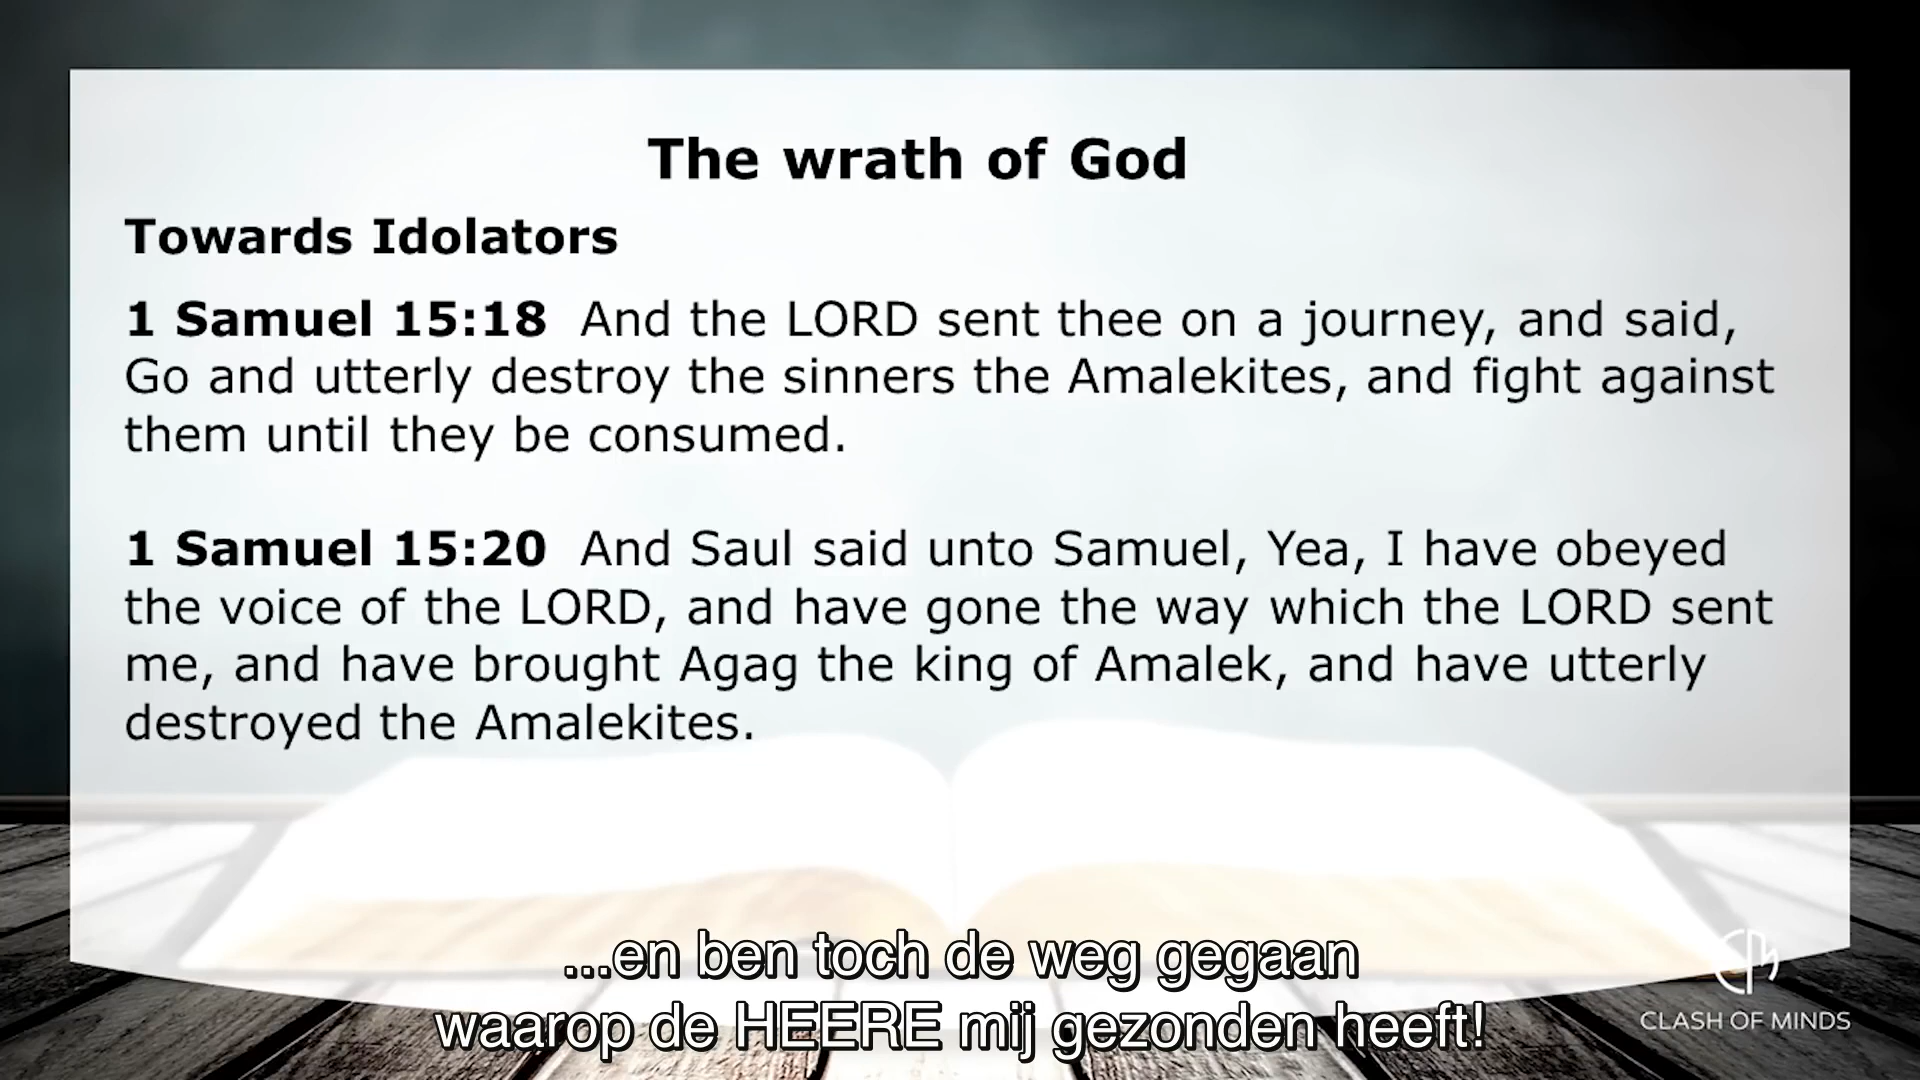 The wrath of God
Towards Idolators
1 Samuel 15:18 And the LORD sent thee on a journey, and said,
Go and utterly destroy the sinners the Amalekites, and fight against
them until they be consumed.
1 Samuel 15:20 And Saul said unto Samuel, Yea, I have obeyed
the voice of the LORD, and have gone the way which the LORD sent
me, and have brought Agag the king of Amalek, and have utterly
destroyed the Amalekites.
...en ben toch de weg gegaan
waarop de HEERE mij gezonden heeft!
CLASH OF MINDS